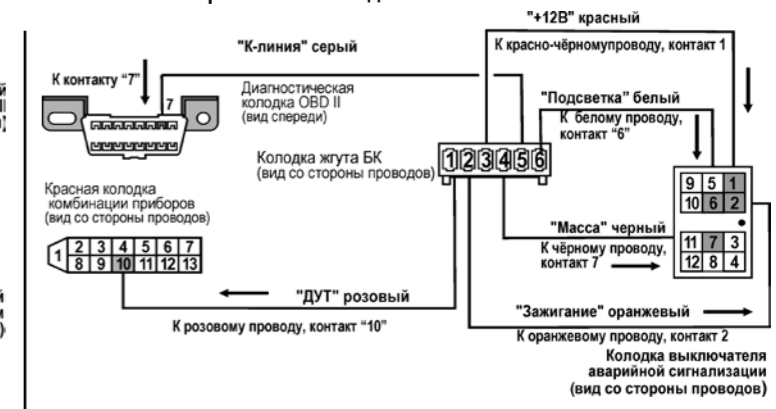 "+12В" красный
"К-линия" серый
К красно-чёрномупроводу, контакт 1
К контакту “7”
7
Диагностическая
колодка OBD II
(вид спереди)
"Подсветка" белый
К белому проводу,
контакт “6”
Колодка жгута БК
(вид со стороны проводов)
1 2 3 4 5 6
9 5 1
10 6 2
11 7 3
12 8 4
Красная колодка
комбинации приборов
(вид со стороны проводов)
1
2 3 4 5 6 7
8 9 10 11 12 13
"Масса" черный
К чёрному проводу,
контакт 7
"ДУТ" розовый
К розовому проводу, контакт “10”
"Зажигание" оранжевый
К оранжевому проводу, контакт 2
Колодка выключателя
аварийной сигнализации
(вид со стороны проводов)